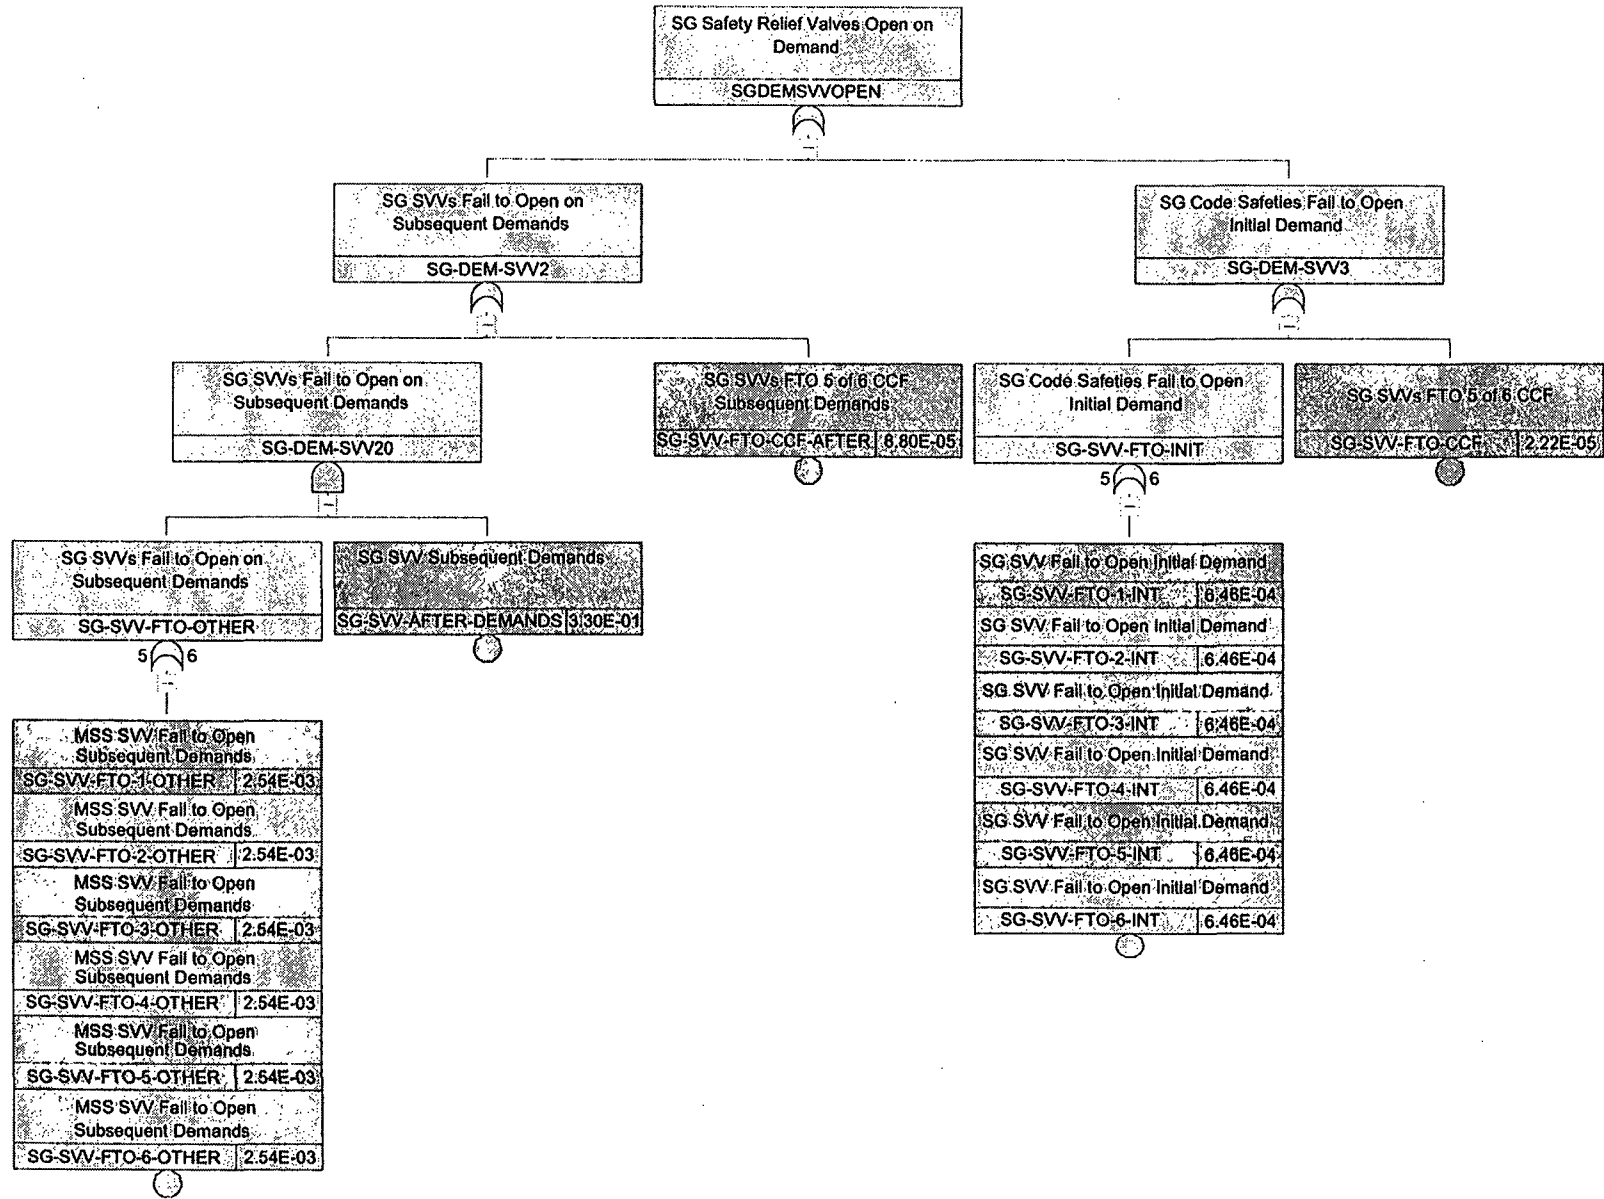 SG Safety Relief Valves Open on
Demand
SGDEMSVVOPEN
SG SVVs Fail to Open on
Subsequent Demands
SG-DEM-SVV2
SG Code Safeties Fail to Open
Initial Demand
SG-DEM-SVV3
SG SVVs Fail to Open on
Subsequent Demands
SG-DEM-SVV20
SG SVVs FTO 5 of 6 CCF
Subsequent Demands
SG-SVV-FTO-CCF-AFTER
SG Code Safeties Fail to Open
Initial Demand
SG-SVV-FTO-INIT
5 6
SG SVVs FTO 5 of 6 CCF
SG-SVV-FTO-CCF 2.22E-05
SG SVVs Fail to Open on
Subsequent Demands
SG-SVV-FTO-OTHER
5 6
SG SVV Subsequent Demands
SG-SVV-AFTER-DEMANDS 3.30E-01
MSS SVV Fail to Open
Subsequent Demands
SG-SVV-FTO-1-OTHER 2.54E-03
MSS SVV Fail to Open
Subsequent Demands
SG-SVV-FTO-2-OTHER 2.54E-03
MSS SVV Fail to Open
Subsequent Demands
SG-SVV-FTO-3-OTHER 2.54E-03
MSS SVV Fail to Open
Subsequent Demands
SG-SVV-FTO-4-OTHER 2.54E-03
MSS SVV Fail to Open
Subsequent Demands
SG-SVV-FTO-5-OTHER 2.54E-03
MSS SVV Fail to Open
Subsequent Demands
SG-SVV-FTO-6-OTHER 2.54E-03
SG SVV Fail to Open Initial Demand
SG-SVV-FTO-1-INT 6.46E-04
SG SVV Fail to Open Initial Demand
SG-SVV-FTO-2-INT 6.46E-04
SG SVV Fail to Open Initial Demand
SG-SVV-FTO-3-INT 6.46E-04
SG SVV Fail to Open Initial Demand
SG-SVV-FTO-4-INT 6.46E-04
SG SVV Fail to Open Initial Demand
SG-SVV-FTO-5-INT 6.46E-04
SG SVV Fail to Open Initial Demand
SG-SVV-FTO-6-INT 6.46E-04